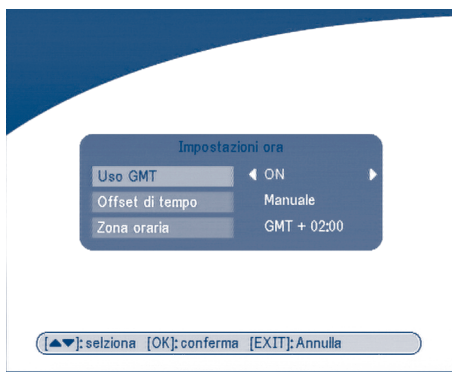 Impostazioni ora
Uso GMT ON
Offset di tempo Manuale
Zona oraria GMT + 02:00
[▲▼]: selziona [OK]: conferma [EXIT]: Annulla